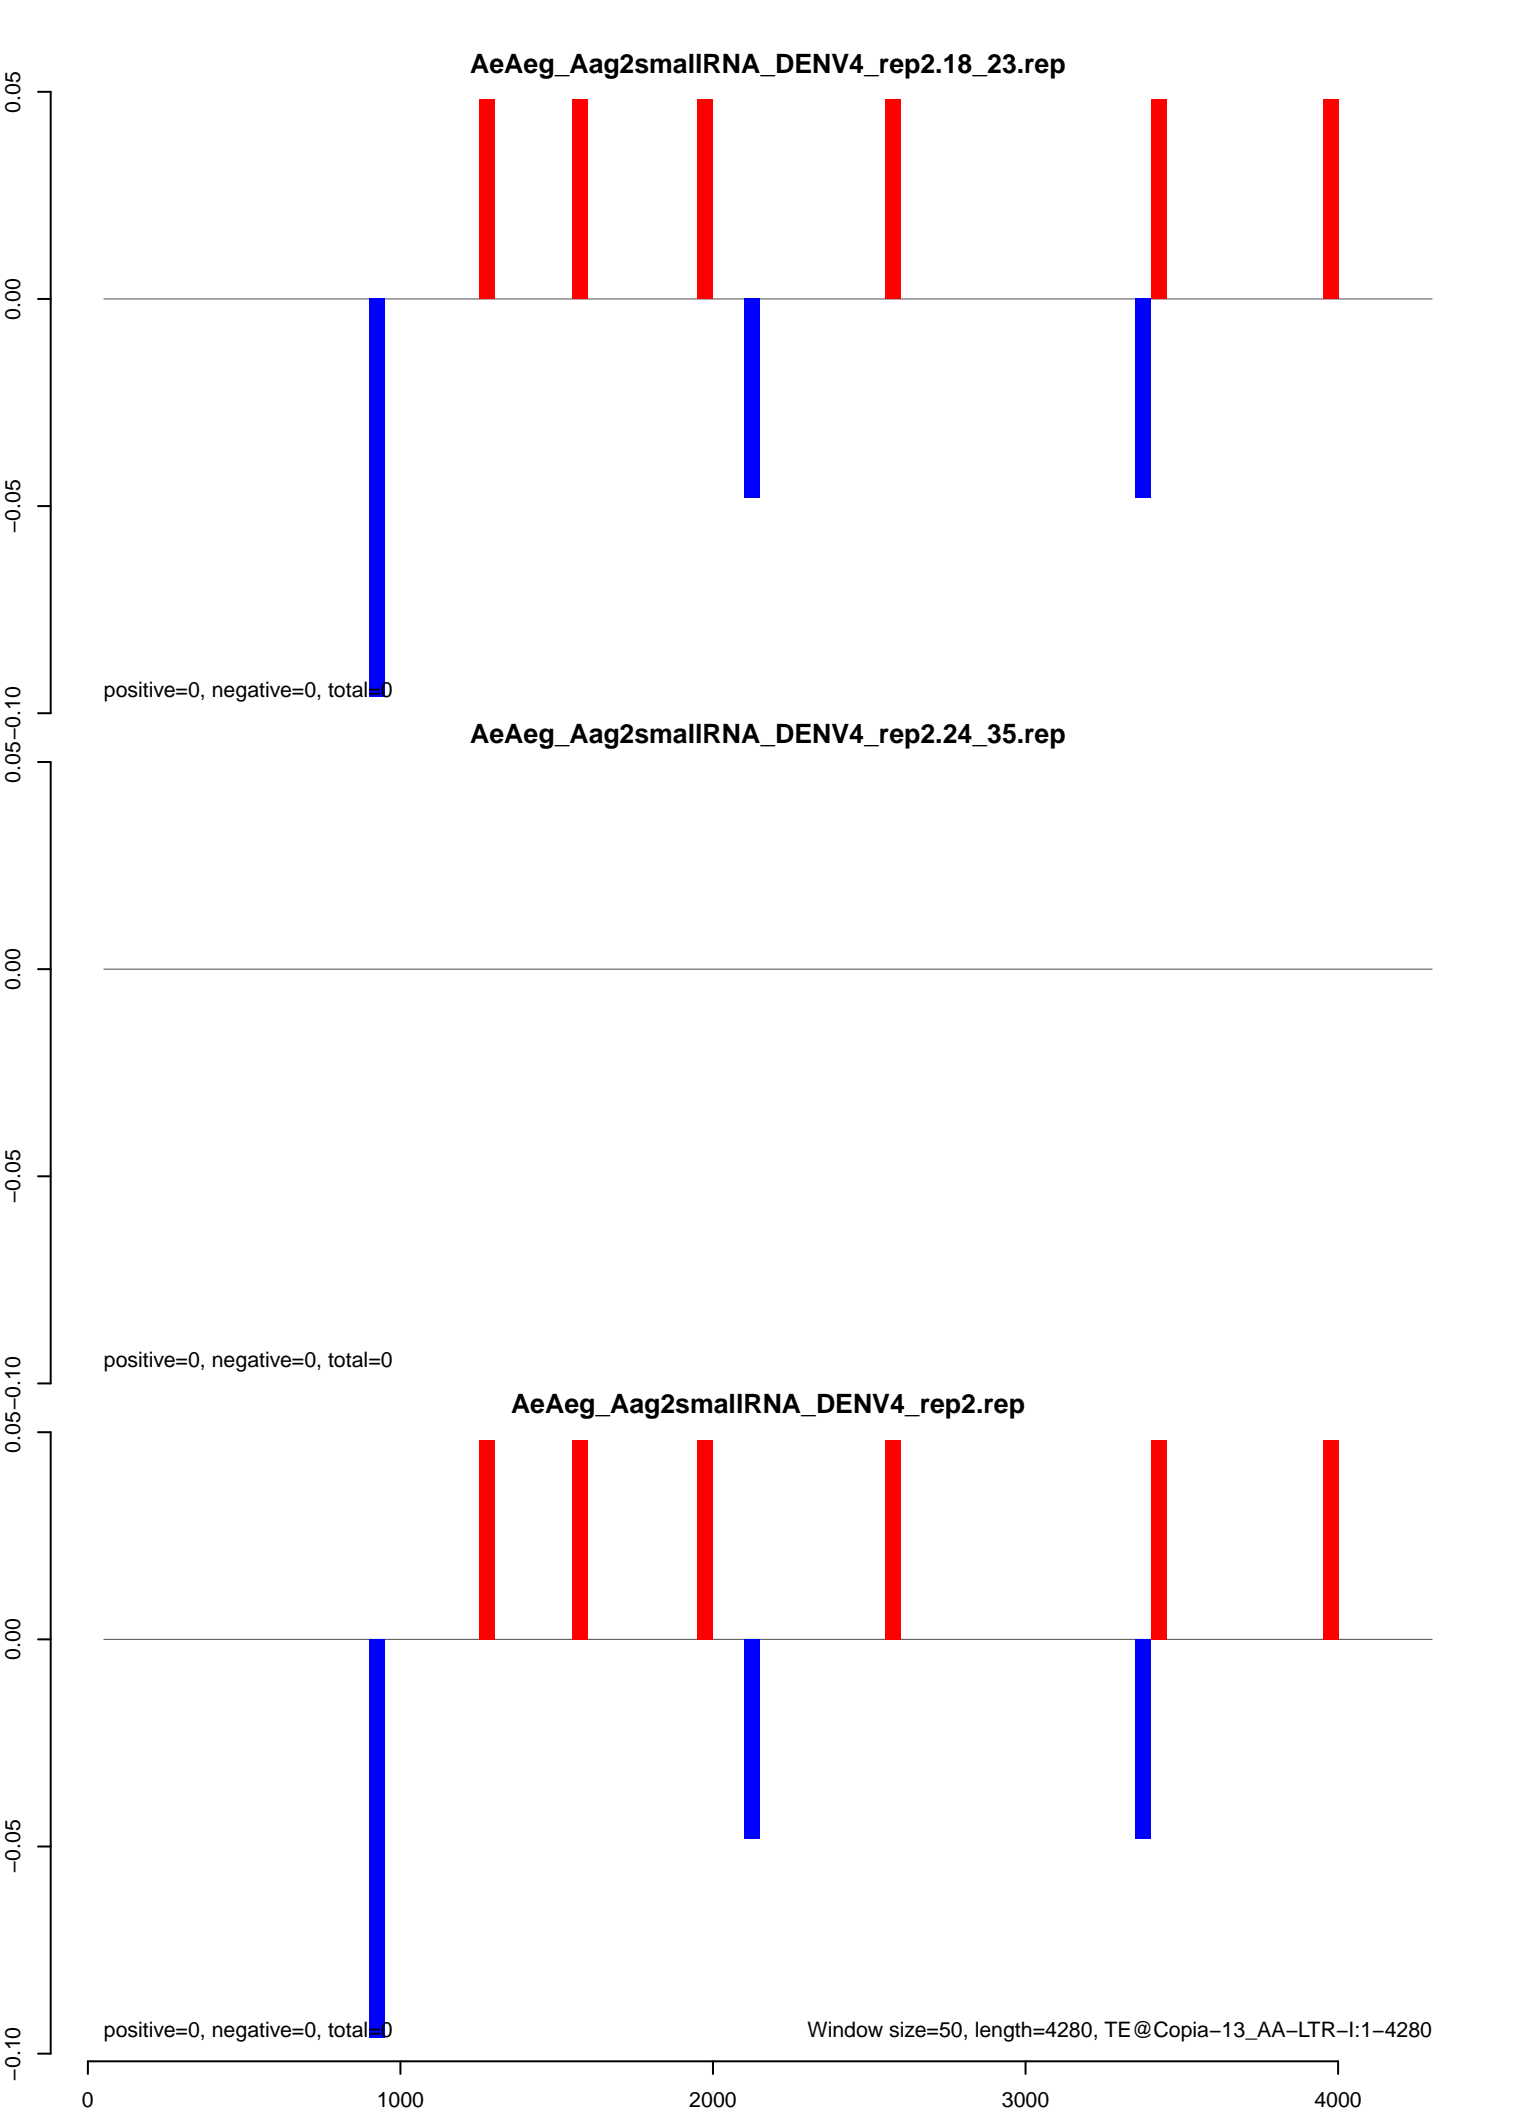 AeAeg_Aag2smallRNA_DENV4_rep2.18_23.rep
0.05
0.00
−0.05
−0.10
positive=0, negative=0, total=0
AeAeg_Aag2smallRNA_DENV4_rep2.24_35.rep
0.05
0.00
−0.05
−0.10
positive=0, negative=0, total=0
AeAeg_Aag2smallRNA_DENV4_rep2.rep
0.05
0.00
−0.05
−0.10
positive=0, negative=0, total=0
Window size=50, length=4280, TE@Copia−13_AA−LTR−I:1−4280
0 1000 2000 3000 4000